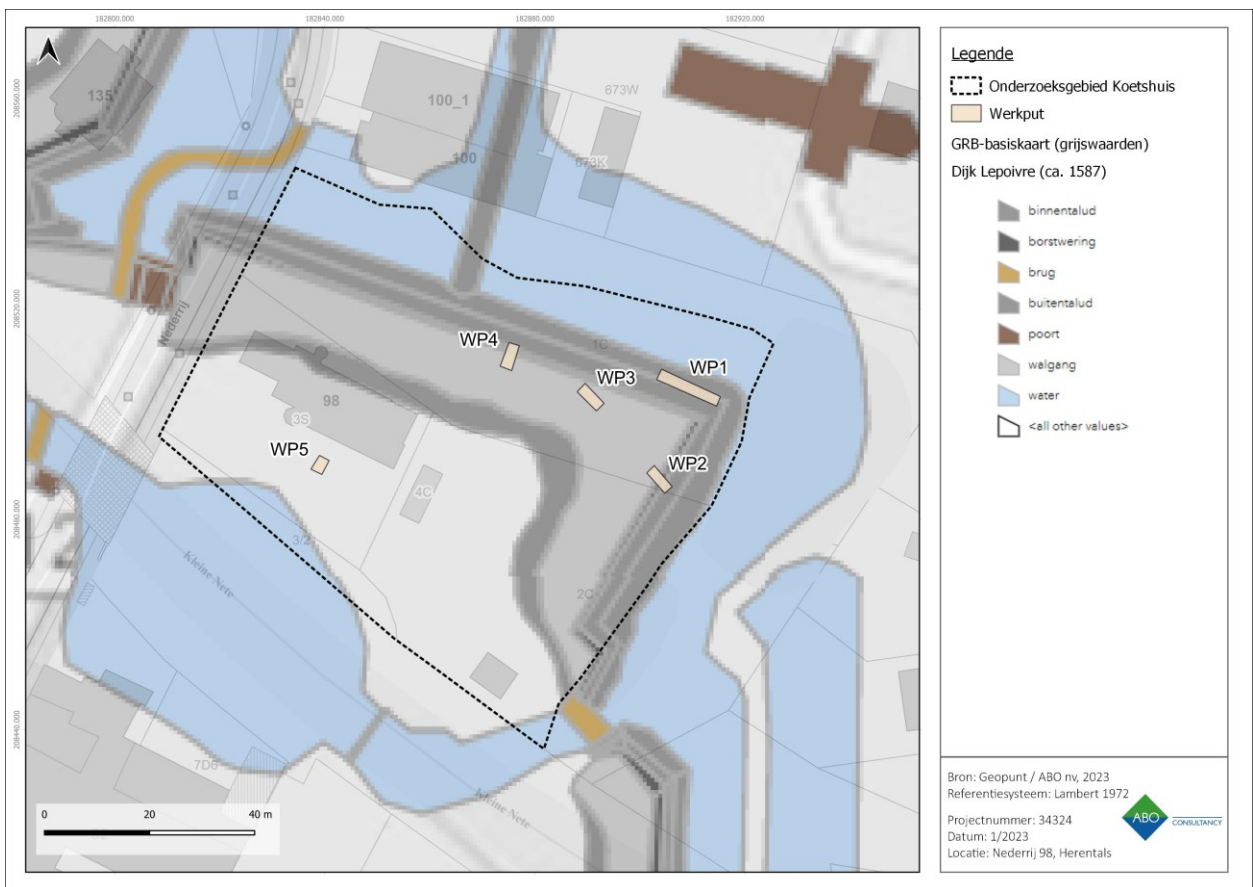 182800.000
182840.000
182880.000
182920.000
208560.000
208520.000
208480.000
208440.000
135
100_1
673W
100
673K
Nederrij
1C
WP4
WP1
WP3
98
3S
WP5
WP2
4C
12
3/2
Kleine Nete
2C
7D6
Kleine Nete
0 20 40 m
Legende
Onderzoeksgebied Koetshuis
Werkput
GRB-basiskaart (grijswaarden)
Dijk Lepoivre (ca. 1587)
binnentalud
borstwering
brug
buitentalud
poort
walgang
water
<all other values>
Bron: Geopunt / ABO nv, 2023
Referentiesysteem: Lambert 1972
Projectnummer: 34324
Datum: 1/2023
Locatie: Nederrij 98, Herentals
ABO CONSULTANCY